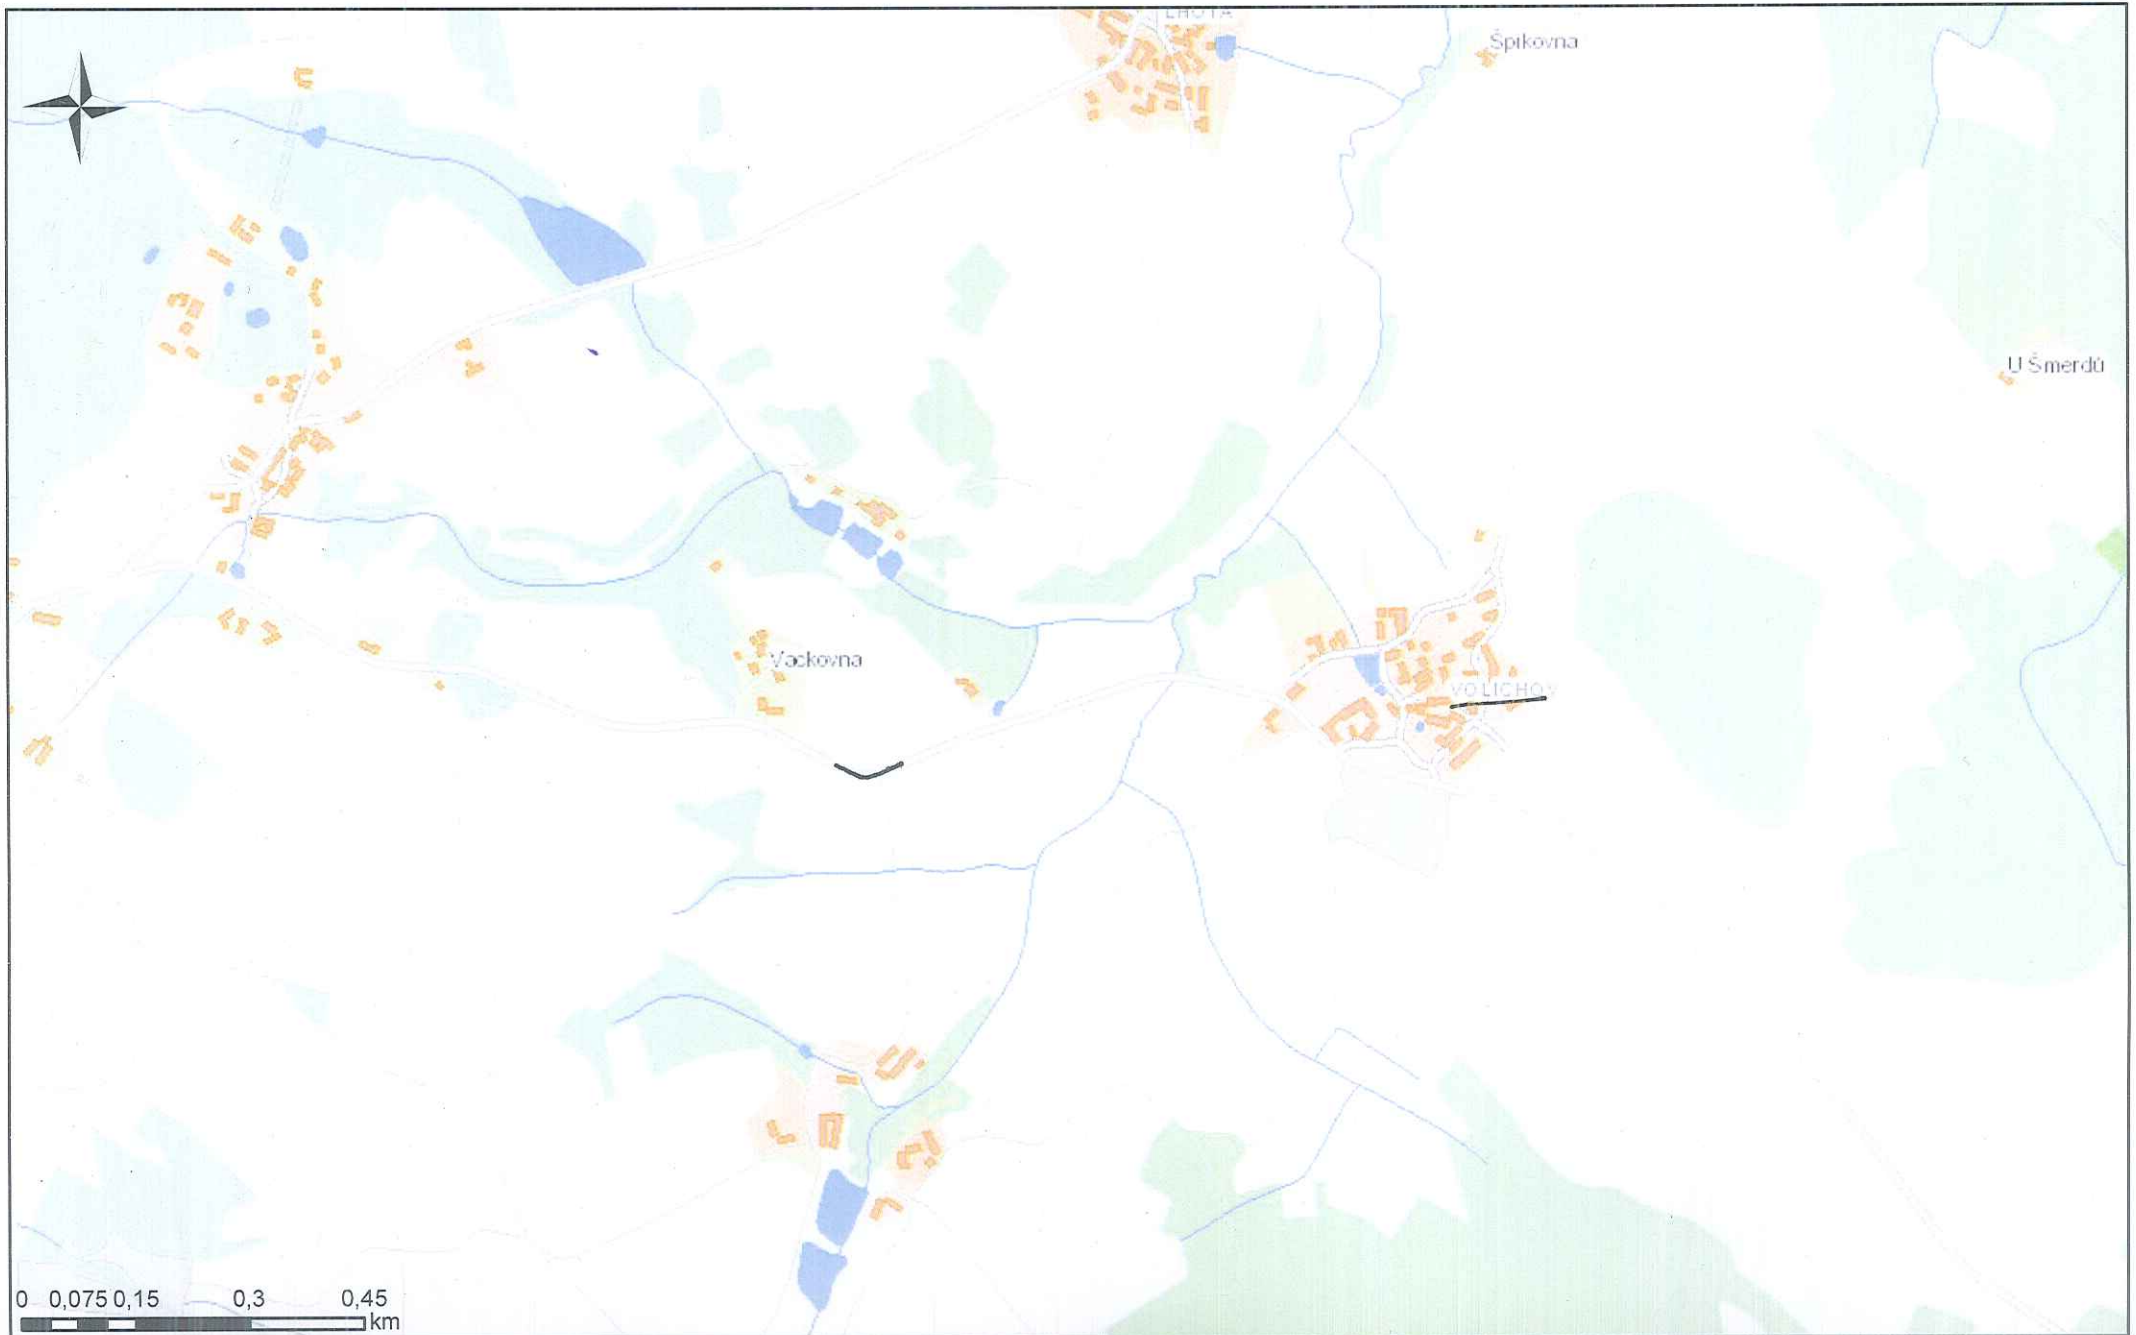 LHOTA
Špikovna
U Šmerdů
Vackovna
VOLICHOV
0 0,075 0,15 0,3 0,45
km